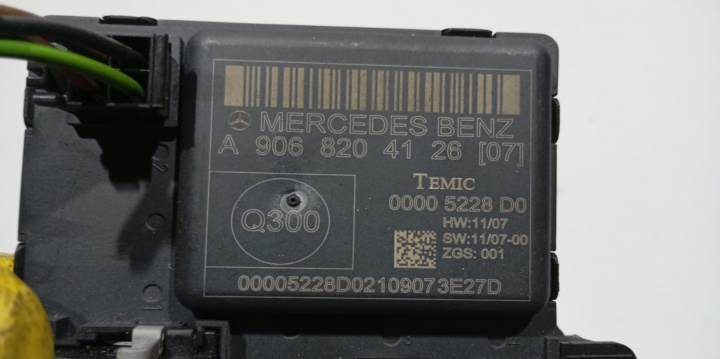 MERCEDES BENZ
A 906 820 41 26 [07]
TEMIC
Q300
0000 5228 D0
HW:11/07
SW:11/07-00
ZGS: 001
00005228D02109073E27D